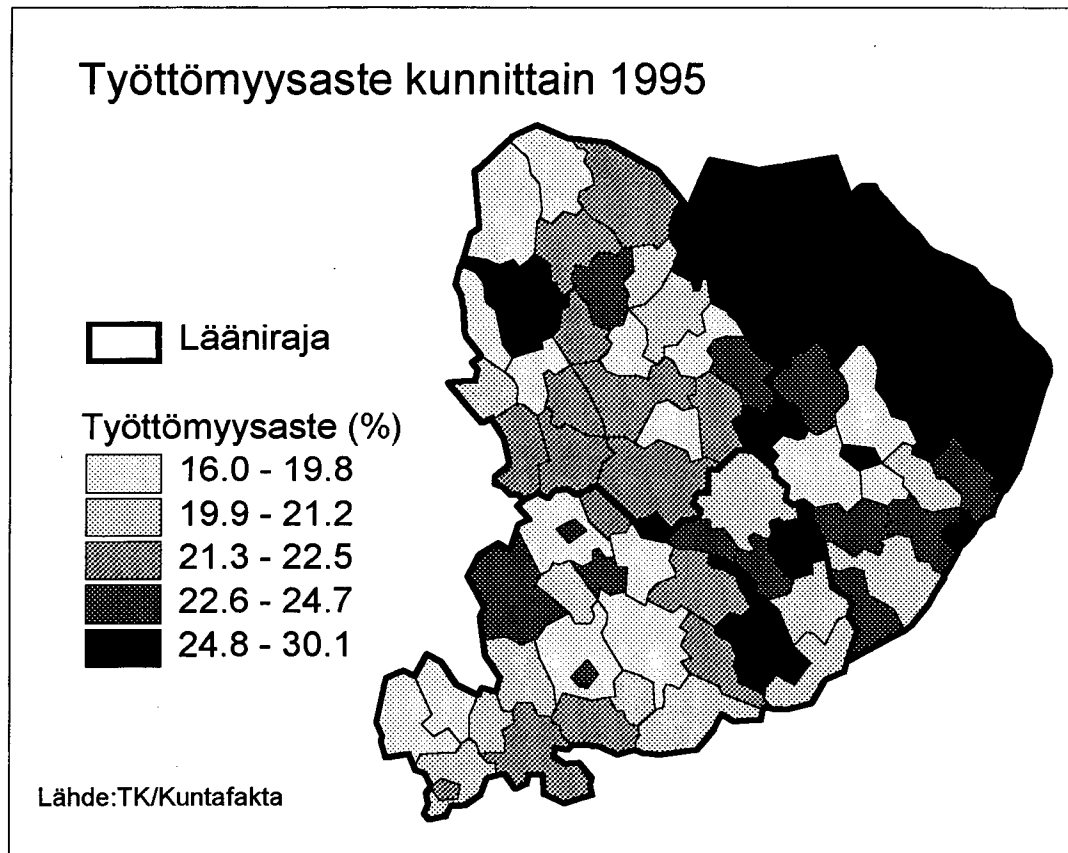 Työttömyysaste kunnittain 1995
Lääniraja
Työttömyysaste (%)
16.0 - 19.8
19.9 - 21.2
21.3 - 22.5
22.6 - 24.7
24.8 - 30.1
Lähde:TK/Kuntafakta